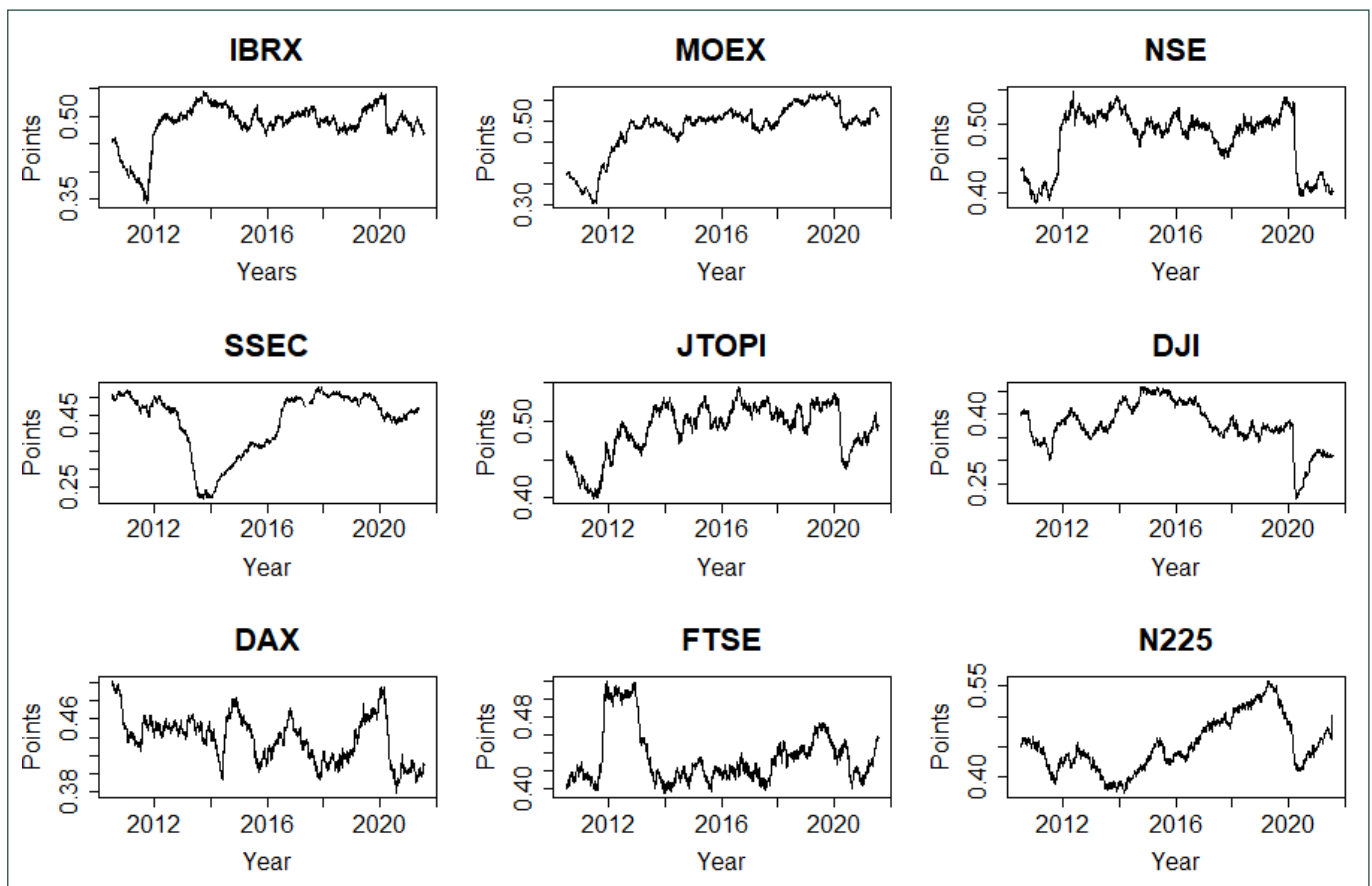 IBRX
Points
0.35 0.50
2012 2016 2020
Years
MOEX
Points
0.30 0.50
2012 2016 2020
Year
NSE
Points
0.40 0.50
2012 2016 2020
Year
SSEC
Points
0.25 0.45
2012 2016 2020
Year
JTOPI
Points
0.40 0.50
2012 2016 2020
Year
DJI
Points
0.25 0.40
2012 2016 2020
Year
DAX
Points
0.38 0.46
2012 2016 2020
Year
FTSE
Points
0.40 0.48
2012 2016 2020
Year
N225
Points
0.40 0.55
2012 2016 2020
Year